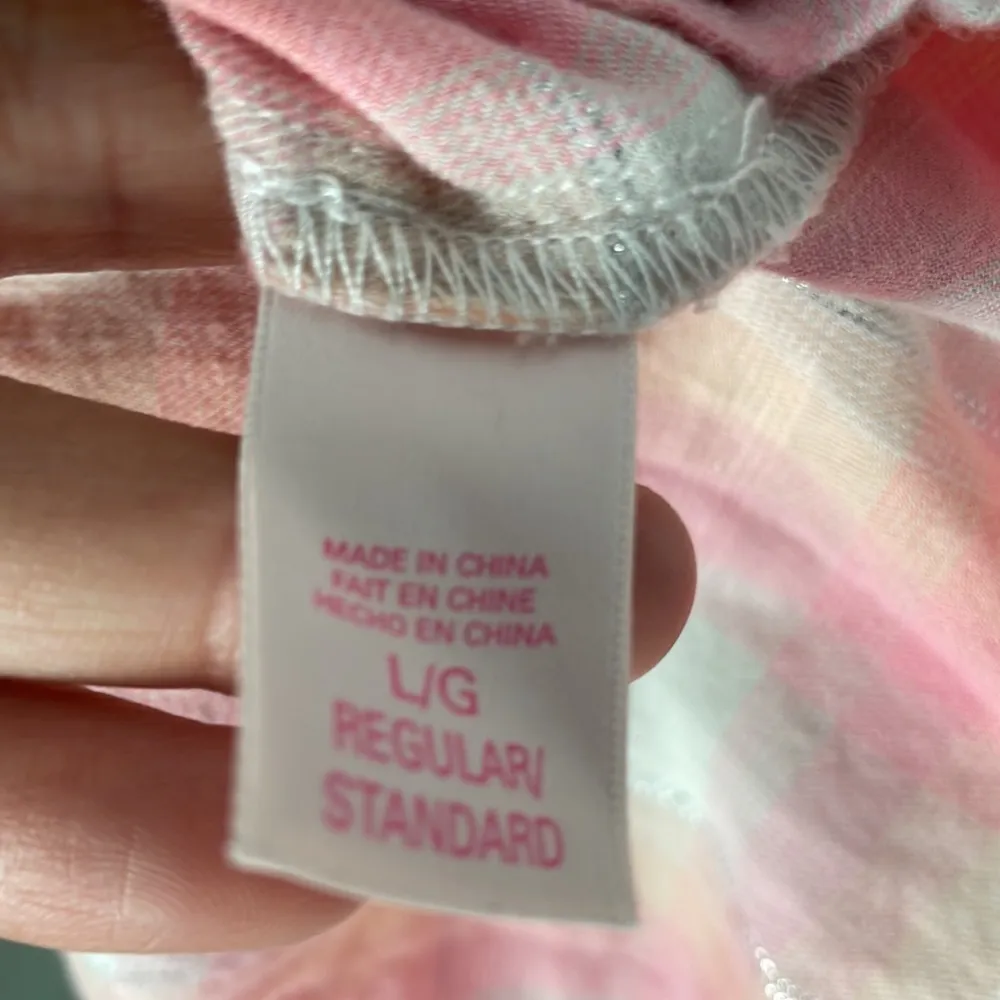 MADE IN CHINA
FAIT EN CHINE
HECHO EN CHINA
L/G
REGULAR/
STANDARD